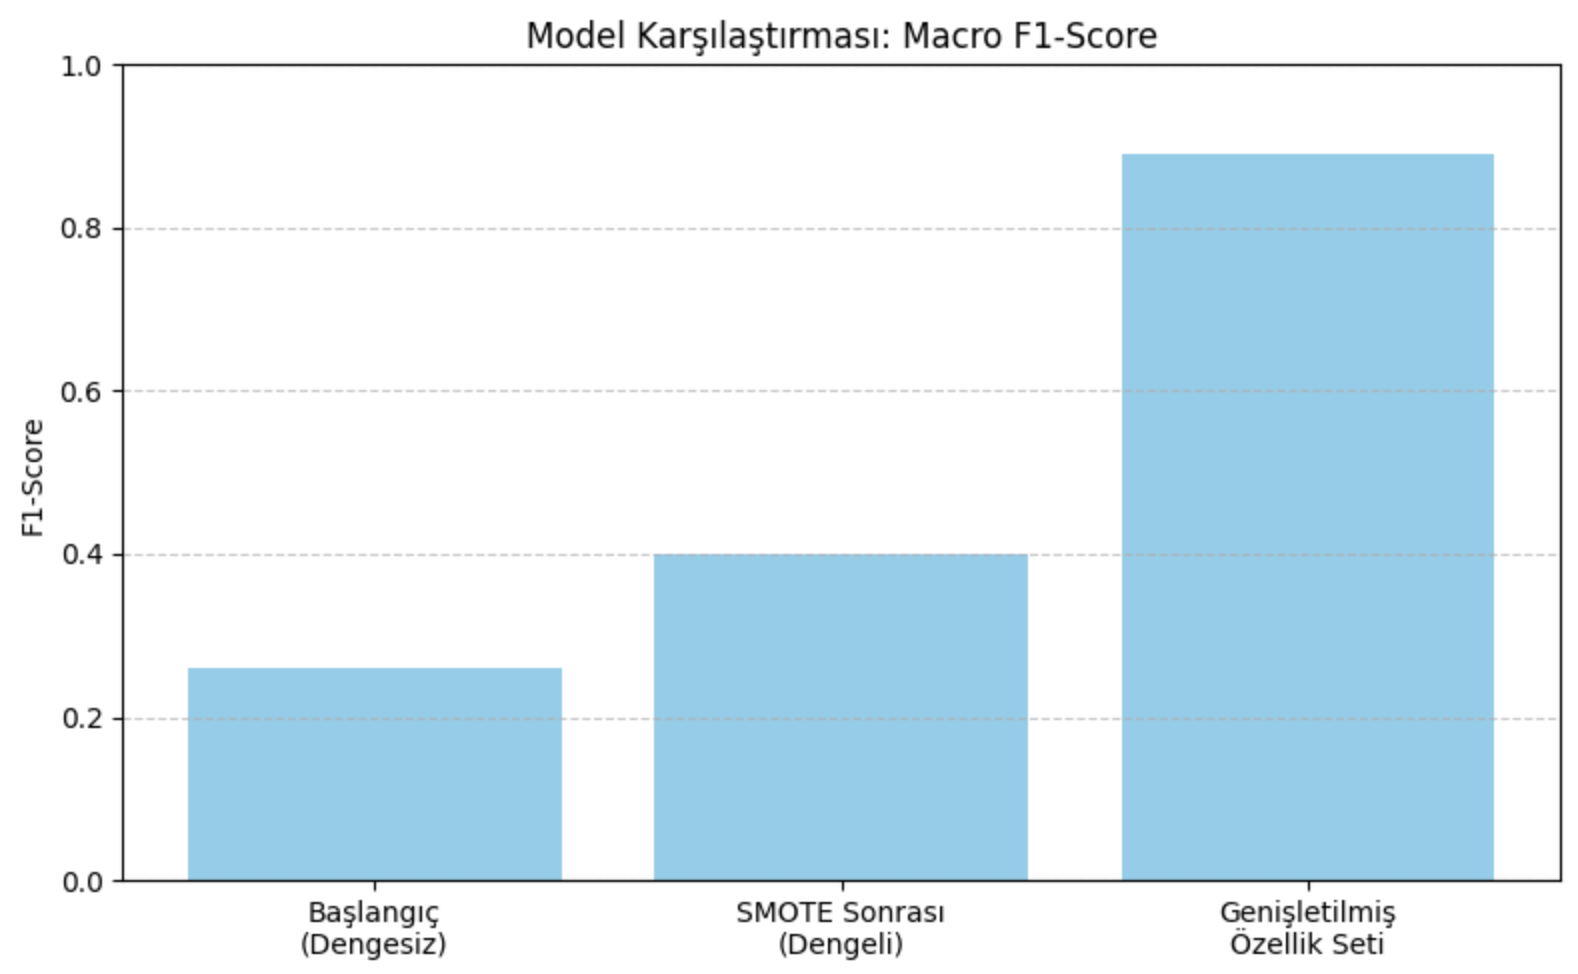 Model Karşılaştırması: Macro F1-Score
1.0
0.8
0.6
0.4
0.2
0.0
F1-Score
Başlangıç
(Dengesiz)
SMOTE Sonrası
(Dengeli)
Genişletilmiş
Özellik Seti